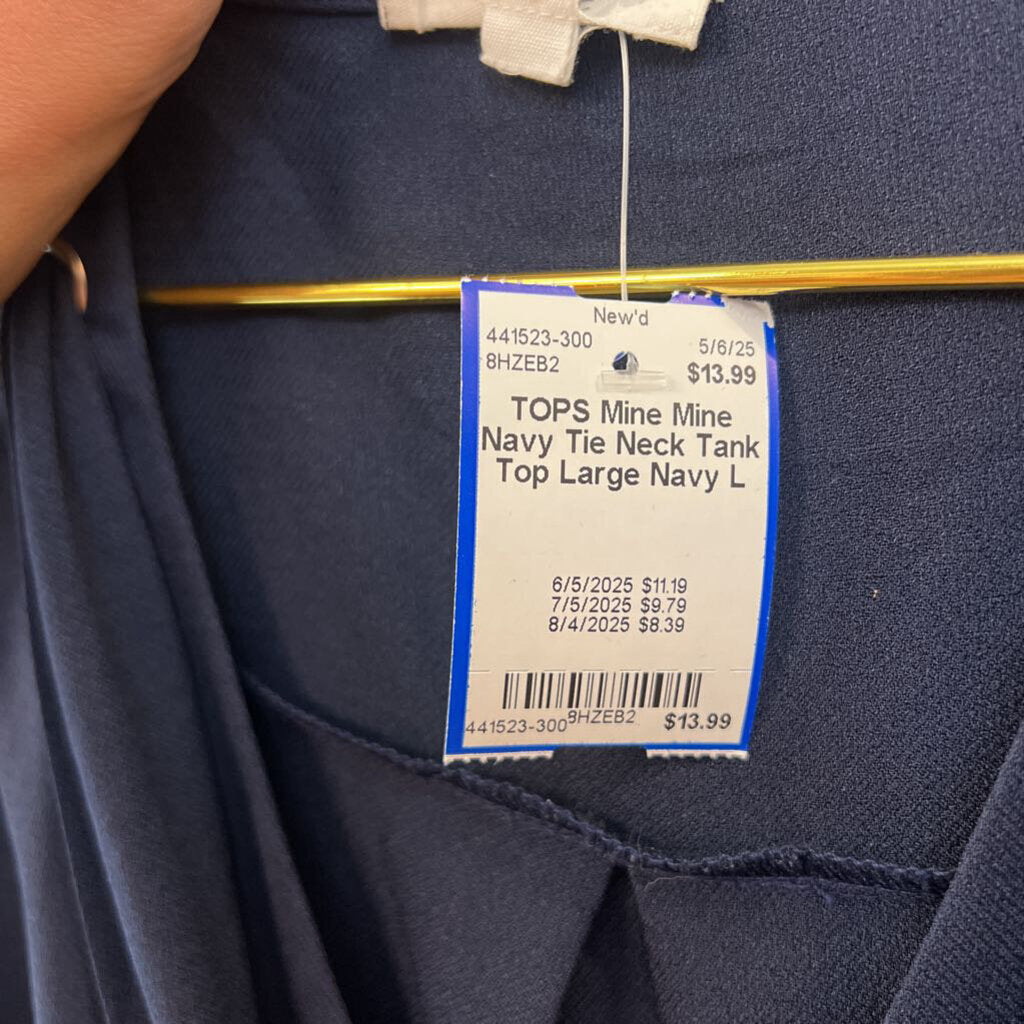 New'd
441523-300 5/6/25
8HZEB2 $13.99
TOPS Mine Mine
Navy Tie Neck Tank
Top Large Navy L
6/5/2025 $11.19
7/5/2025 $9.79
8/4/2025 $8.39
441523-300 8HZEB2 $13.99